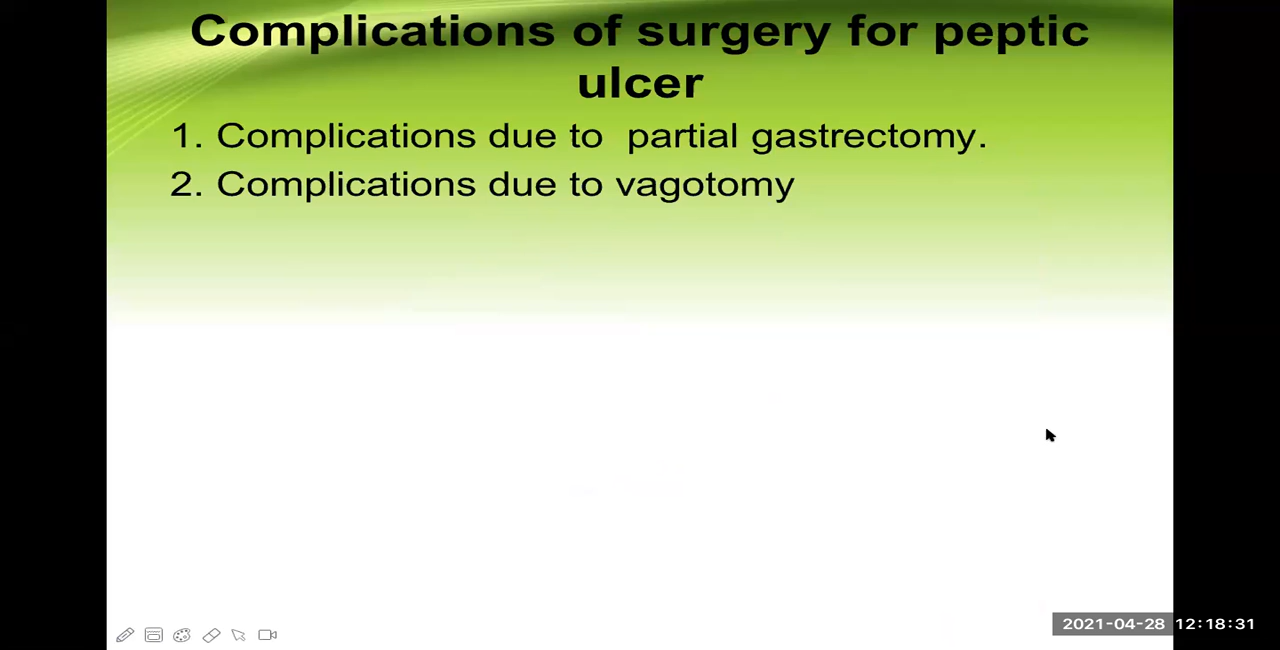 Complications of surgery for peptic
ulcer
1. Complications due to  partial gastrectomy.
2. Complications due to vagotomy
2021-04-28 12:18:31